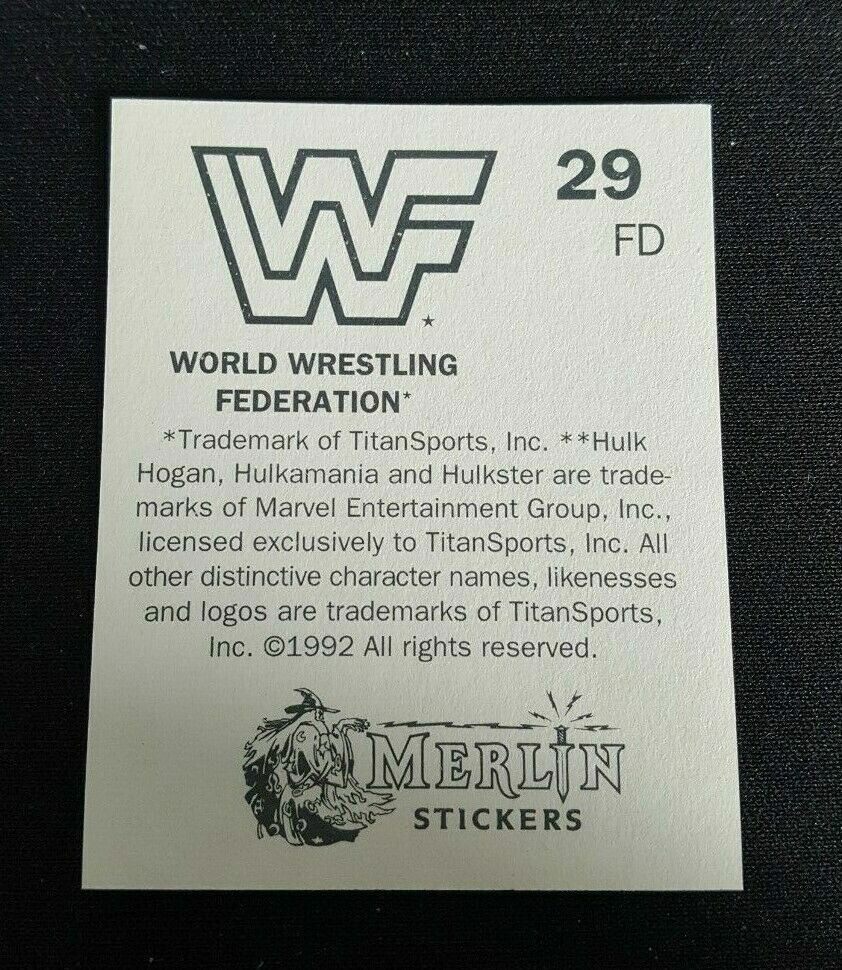 WF
29
FD
WORLD WRESTLING
FEDERATION*
*Trademark of TitanSports, Inc. **Hulk
Hogan, Hulkamania and Hulkster are trade-
marks of Marvel Entertainment Group, Inc.,
licensed exclusively to TitanSports, Inc. All
other distinctive character names, likenesses
and logos are trademarks of TitanSports,
Inc. ©1992 All rights reserved.
MERLIN
STICKERS